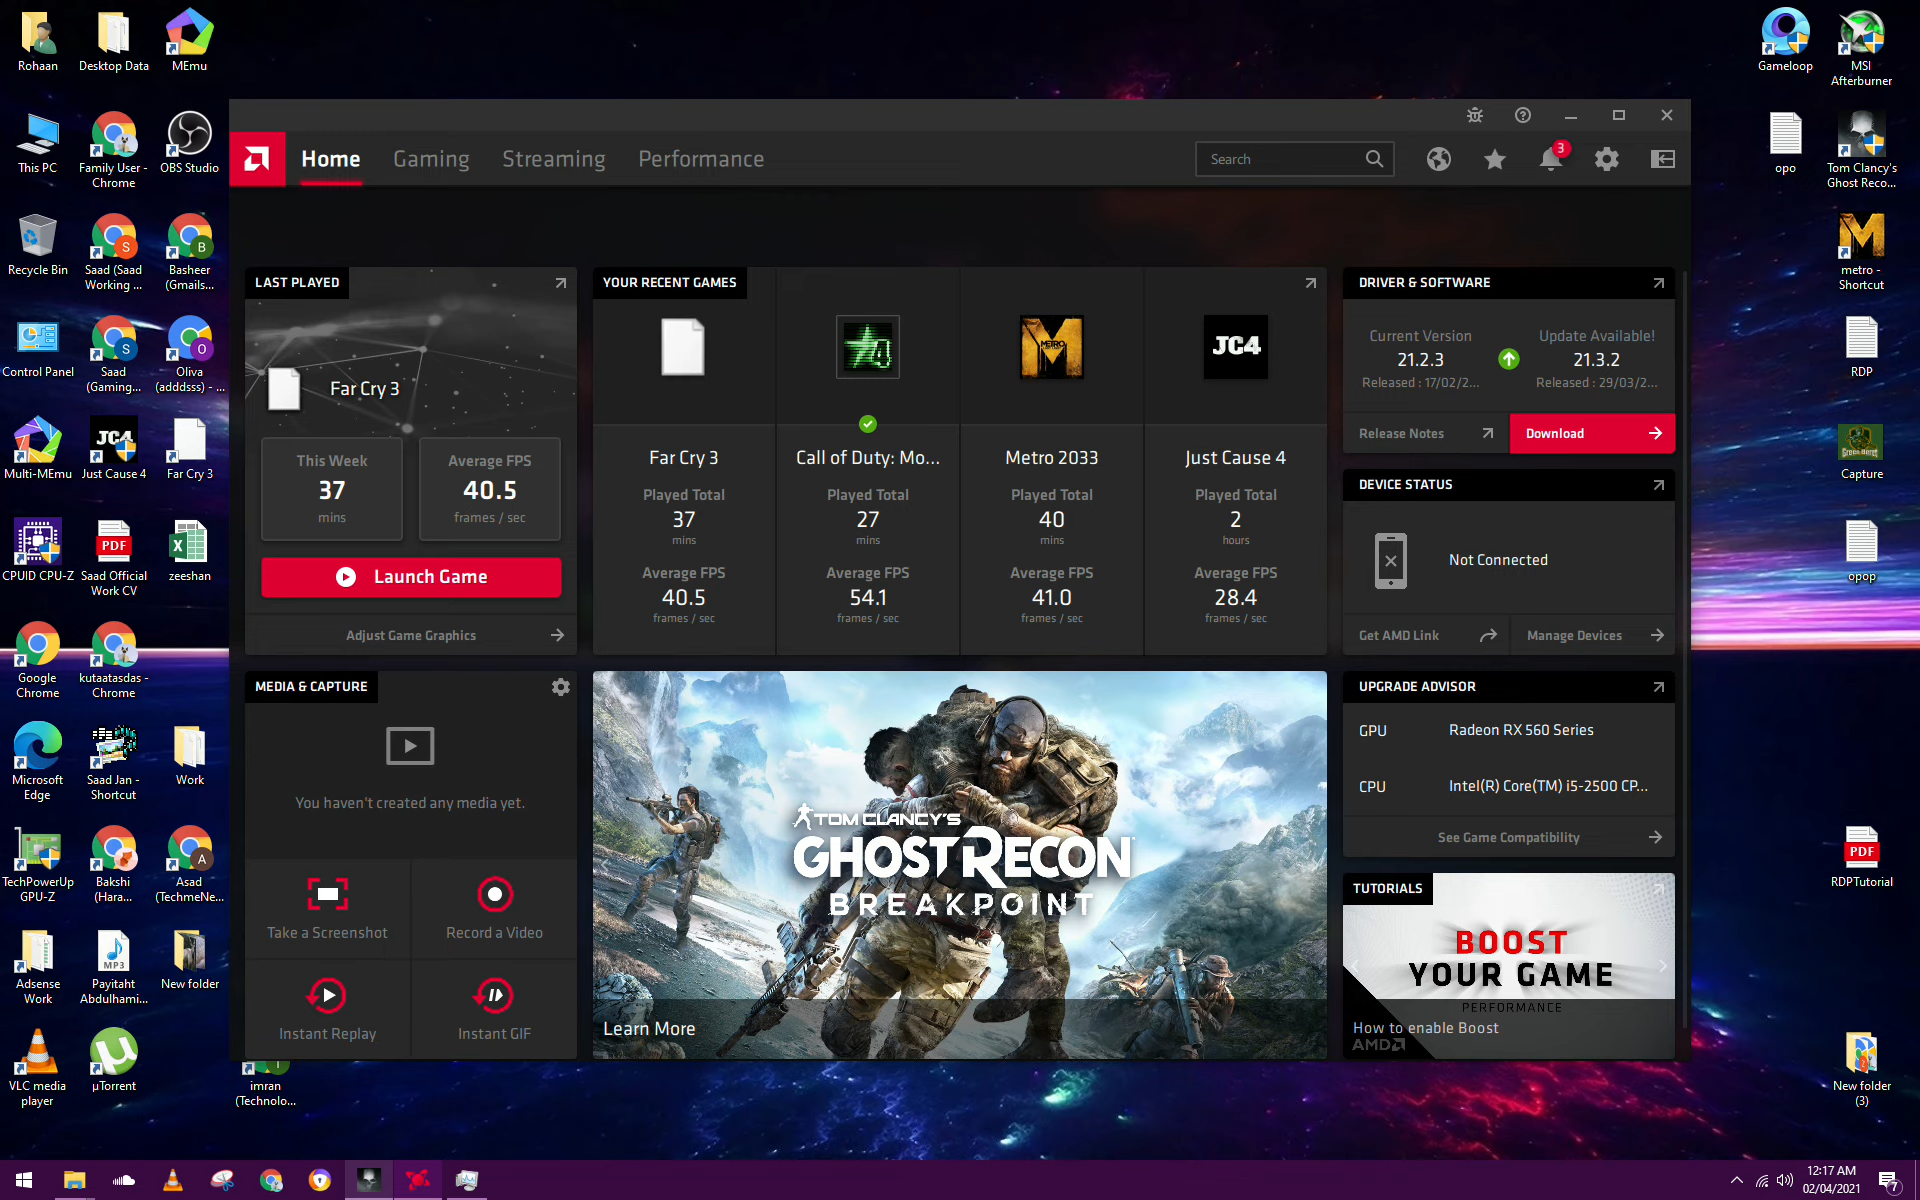 Rohaan
Desktop Data
MEmu
Gameloop
MSI
Afterburner
This PC
Family User -
Chrome
OBS Studio
opo
Tom Clancy's
Ghost Reco...
Home
Gaming
Streaming
Performance
Search
3
Recycle Bin
S
Saad (Saad
Working ...
B
Basheer
(Gmails...
metro -
Shortcut
LAST PLAYED
Far Cry 3
This Week
37
mins
Average FPS
40.5
frames / sec
Launch Game
Adjust Game Graphics
YOUR RECENT GAMES
METRO
JC4
Far Cry 3
Played Total
37
mins
Average FPS
40.5
frames / sec
Call of Duty: Mo...
Played Total
27
mins
Average FPS
54.1
frames / sec
Metro 2033
Played Total
40
mins
Average FPS
41.0
frames / sec
Just Cause 4
Played Total
2
hours
Average FPS
28.4
frames / sec
DRIVER & SOFTWARE
Current Version
21.2.3
Released : 17/02/2...
Update Available!
21.3.2
Released : 29/03/2...
Release Notes
Download
DEVICE STATUS
Not Connected
Get AMD Link
Manage Devices
UPGRADE ADVISOR
GPU
Radeon RX 560 Series
CPU
Intel(R) Core(TM) i5-2500 CP...
See Game Compatibility
TUTORIALS
BOOST
YOUR GAME
PERFORMANCE
How to enable Boost
AMD
MEDIA & CAPTURE
You haven't created any media yet.
Take a Screenshot
Record a Video
Instant Replay
Instant GIF
TOM CLANCY'S
GHOST RECON
BREAKPOINT
Learn More
Control Panel
S
Saad
(Gaming...
O
Oliva
(adddsss) - ...
RDP
Multi-MEmu
JC4
Just Cause 4
Far Cry 3
Green Beret
Capture
CPUID CPU-Z
PDF
Saad Official
Work CV
X
zeeshan
opop
Google
Chrome
kutaatasdas -
Chrome
Microsoft
Edge
Saad Jan -
Shortcut
Work
TechPowerUp
GPU-Z
Bakshi
(Hara...
A
Asad
(TechmeNe...
PDF
RDPTutorial
Adsense
Work
MP3
Payitaht
Abdulhami...
New folder
VLC media
player
µTorrent
imran
(Technolo...
New folder
(3)
12:17 AM
02/04/2021
7